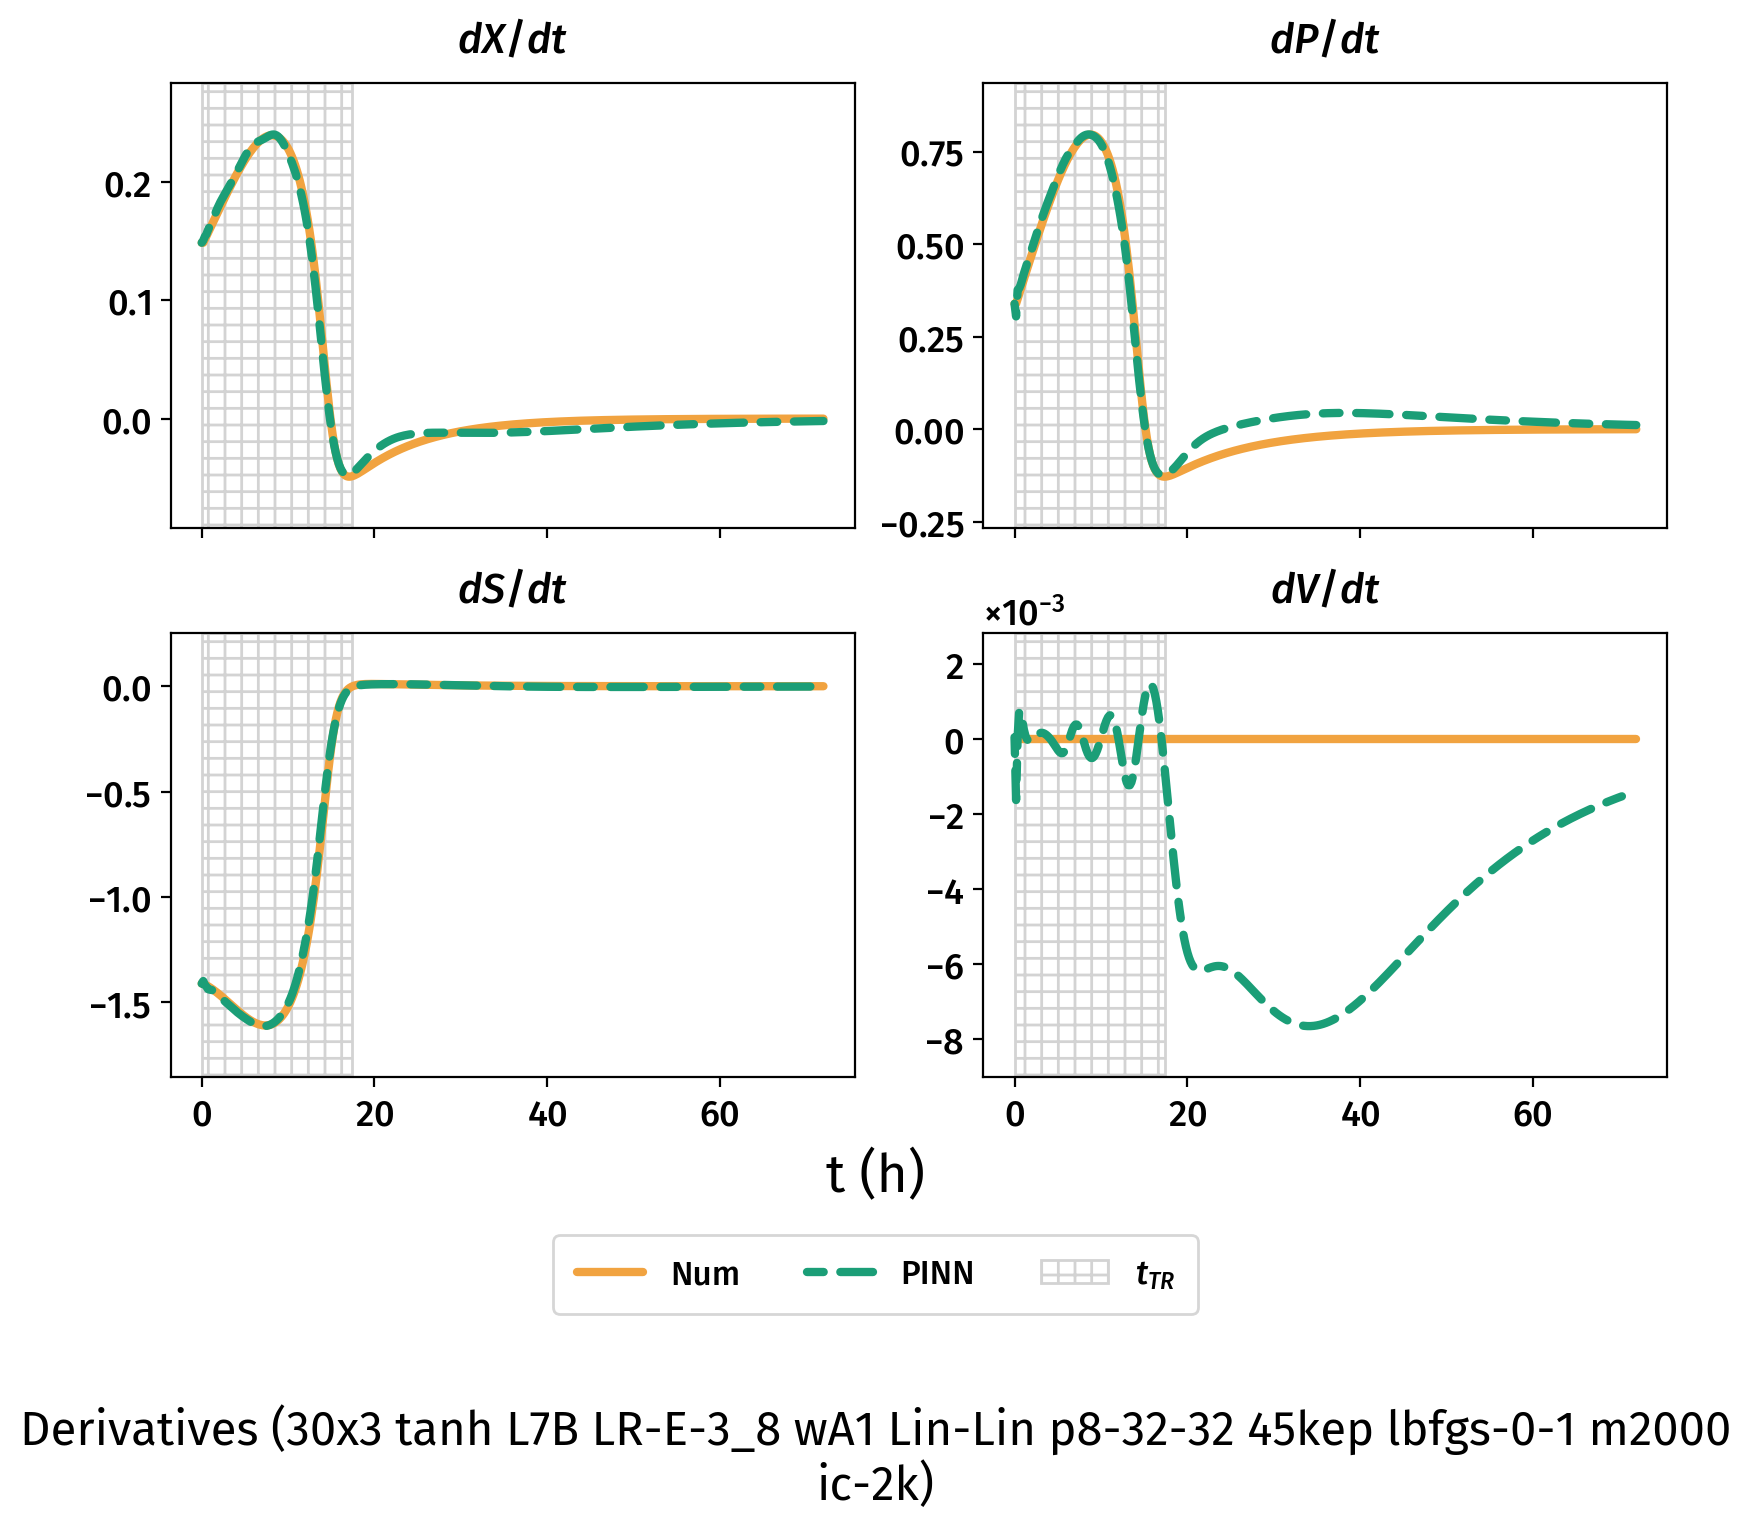 dX/dt
dP/dt
0.2
0.1
0.0
0.75
0.50
0.25
0.00
−0.25
dS/dt
dV/dt
×10⁻³
0.0
−0.5
−1.0
−1.5
2
0
−2
−4
−6
−8
0 20 40 60
0 20 40 60
t (h)
Num PINN t_TR
Derivatives (30x3 tanh L7B LR-E-3_8 wA1 Lin-Lin p8-32-32 45kep lbfgs-0-1 m2000
ic-2k)